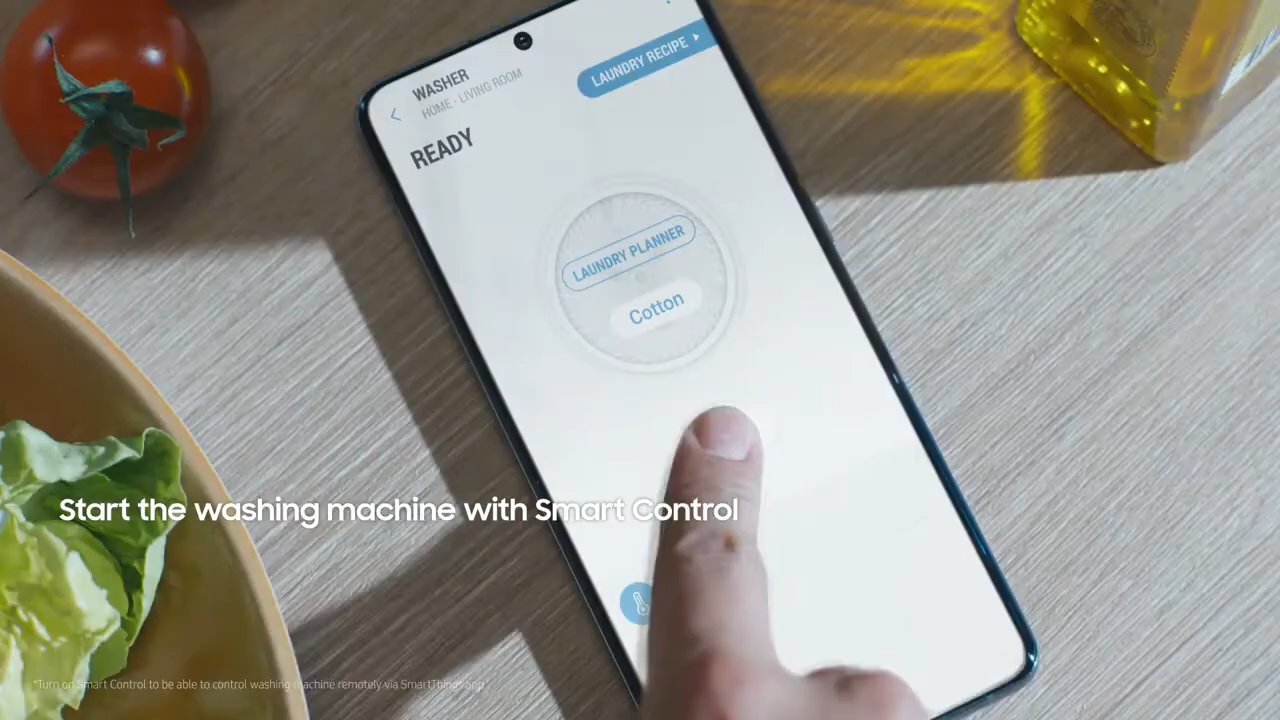 WASHER
HOME - LIVING ROOM
LAUNDRY RECIPE
READY
LAUNDRY PLANNER
Cotton
Start the washing machine with Smart Control
*Turn on Smart Control to be able to control washing machine remotely via SmartThings app.